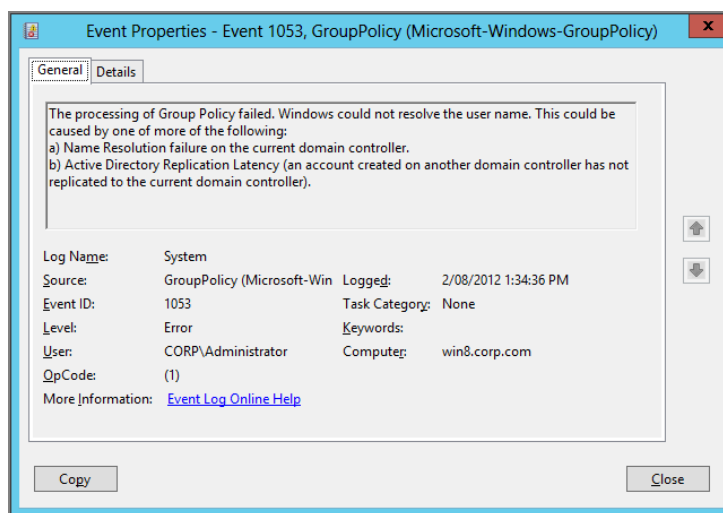 Event Properties - Event 1053, GroupPolicy (Microsoft-Windows-GroupPolicy)
x
General Details
The processing of Group Policy failed. Windows could not resolve the user name. This could be
caused by one of more of the following:
a) Name Resolution failure on the current domain controller.
b) Active Directory Replication Latency (an account created on another domain controller has not
replicated to the current domain controller).
Log Name: System
Source: GroupPolicy (Microsoft-Win Logged: 2/08/2012 1:34:36 PM
Event ID: 1053 Task Category: None
Level: Error Keywords:
User: CORP\Administrator Computer: win8.corp.com
OpCode: (1)
More Information: Event Log Online Help
Copy Close